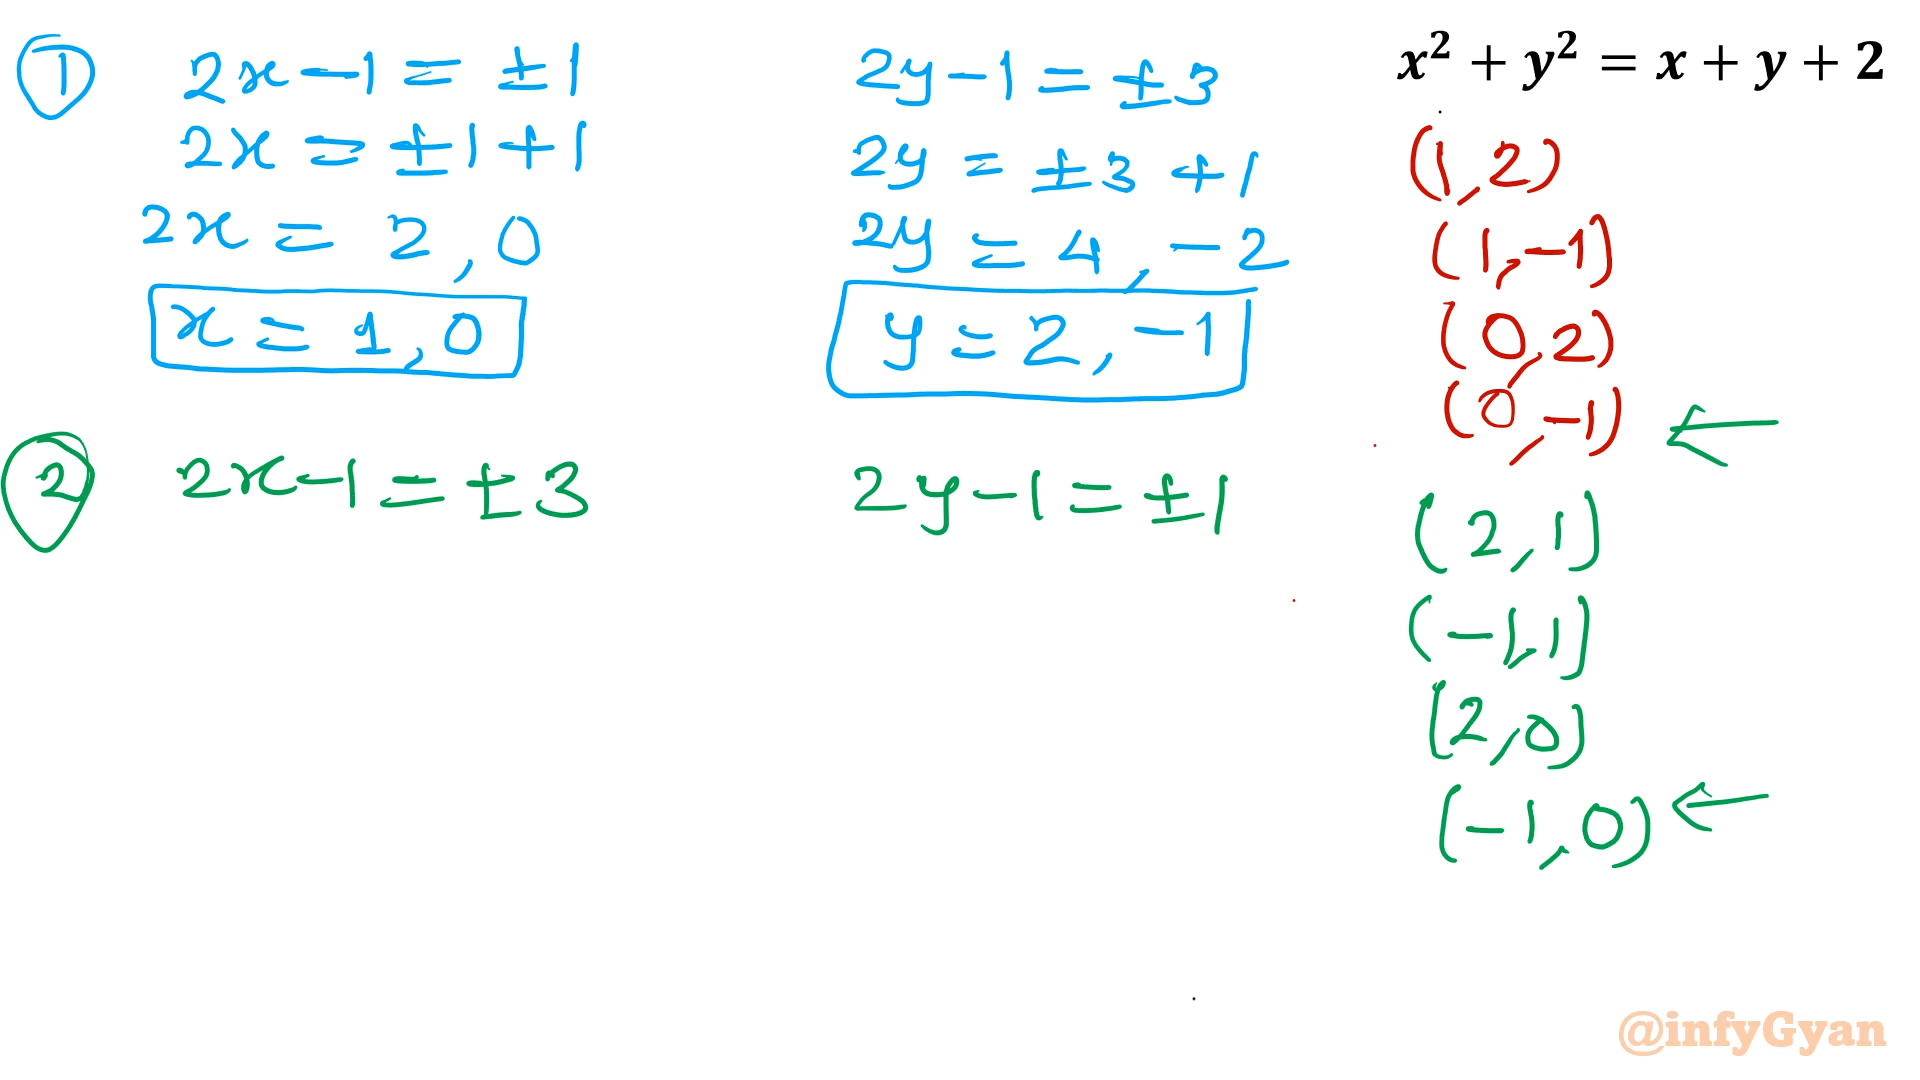 1
2x - 1 = ±1
2x = ±1 + 1
2x = 2, 0
x = 1, 0
2y - 1 = ±3
2y = ±3 + 1
2y = 4, -2
y = 2, -1
2
2x - 1 = ±3
2y - 1 = ±1
x² + y² = x + y + 2
(1, 2)
(1, -1)
(0, 2)
(0, -1) ←
(2, 1)
(-1, 1)
(2, 0)
(-1, 0) ←
@infyGyan